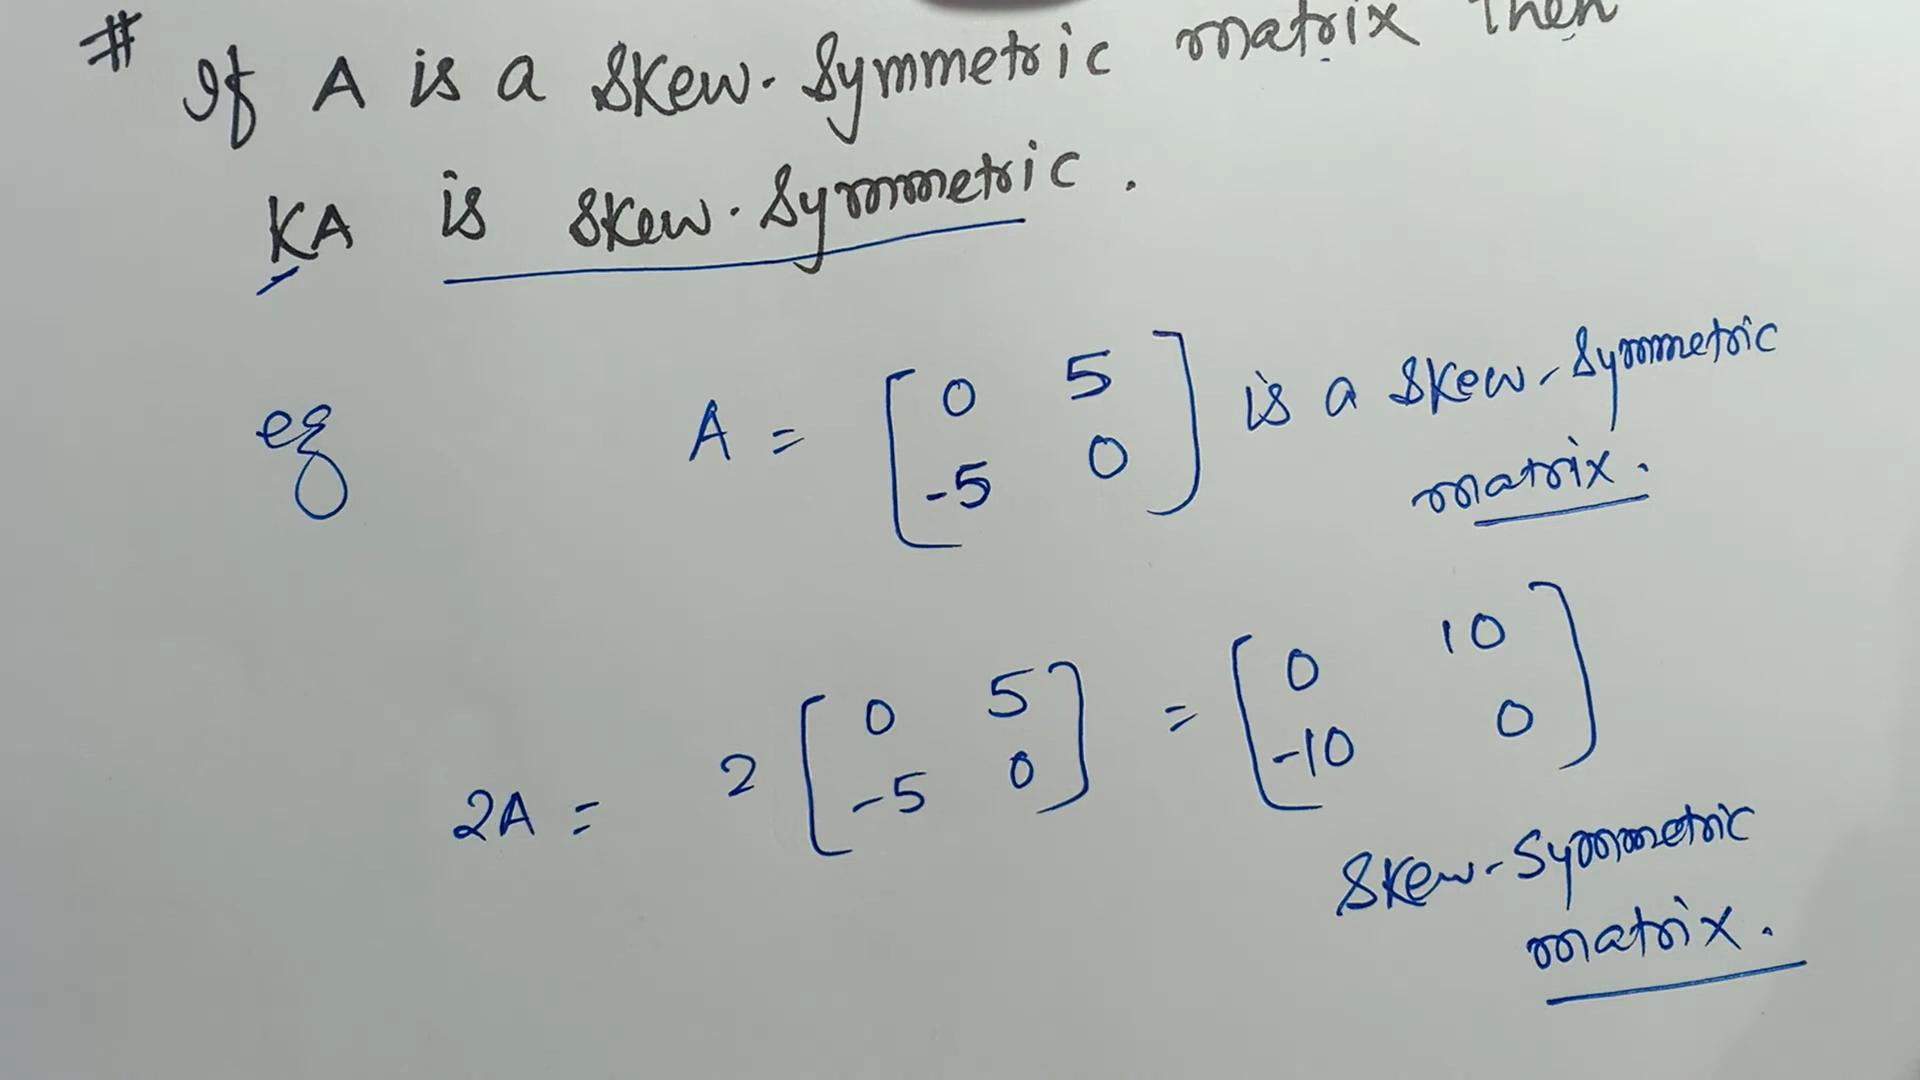 # If A is a Skew-Symmetric matrix then
KA is Skew-Symmetric.
eg A = [ 0 5 ] is a Skew-Symmetric
-5 0 matrix.
2A = 2 [ 0 5 ] = [ 0 10 ]
-5 0 -10 0
Skew-Symmetric
matrix.